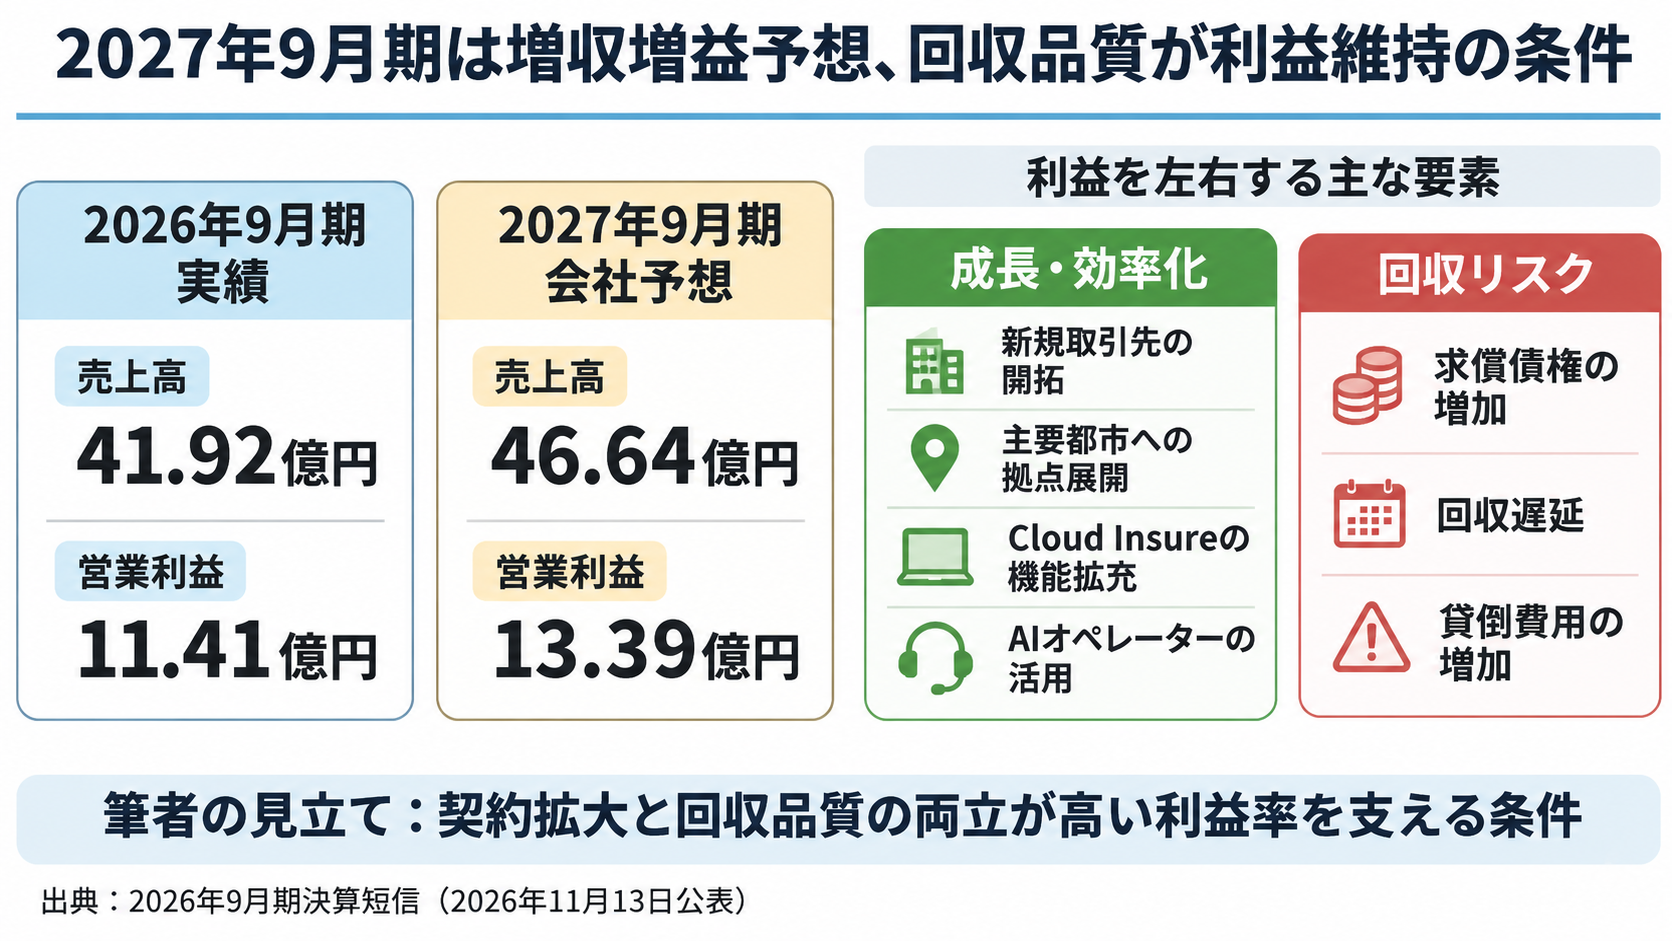 2027年9月期は増収増益予想、回収品質が利益維持の条件
2026年9月期
実績
売上高
41.92億円
営業利益
11.41億円
2027年9月期
会社予想
売上高
46.64億円
営業利益
13.39億円
利益を左右する主な要素
成長・効率化
新規取引先の
開拓
主要都市への
拠点展開
Cloud Insureの
機能拡充
AIオペレーターの
活用
回収リスク
求償債権の
増加
回収遅延
貸倒費用の
増加
筆者の見立て：契約拡大と回収品質の両立が高い利益率を支える条件
出典：2026年9月期決算短信（2026年11月13日公表）